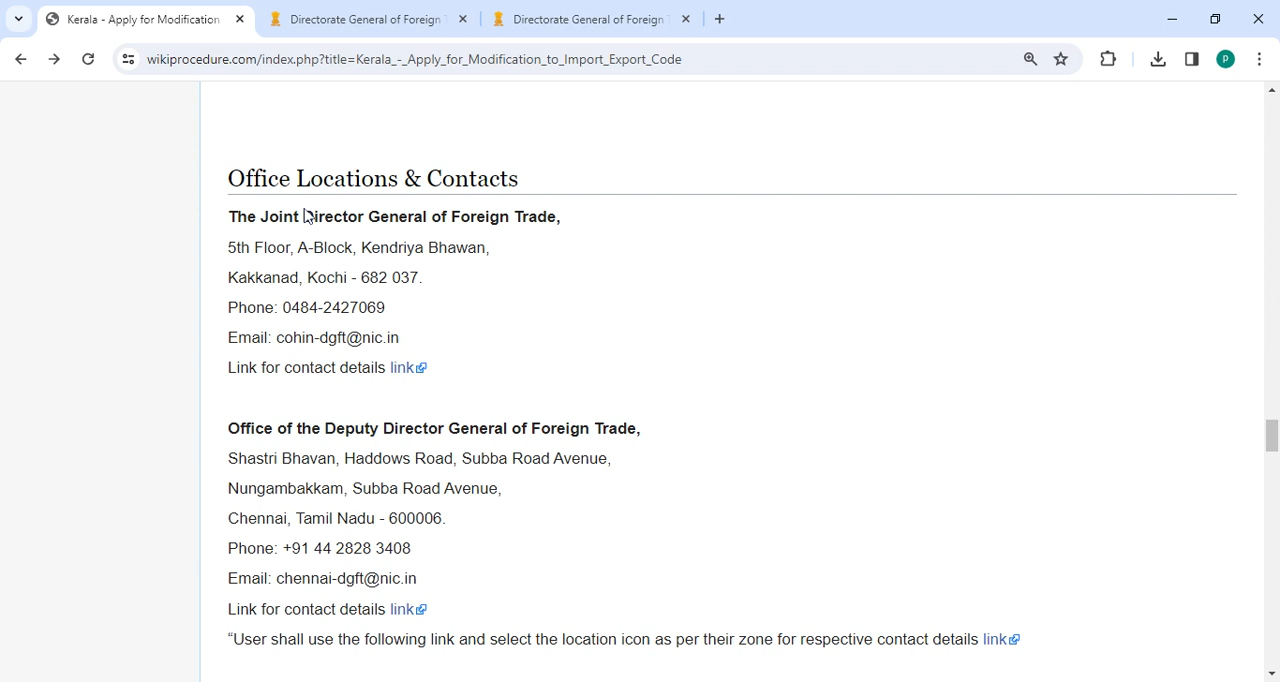 Kerala - Apply for Modification
Directorate General of Foreign
Directorate General of Foreign
wikiprocedure.com/index.php?title=Kerala_-_Apply_for_Modification_to_Import_Export_Code
P
Office Locations & Contacts
The Joint Director General of Foreign Trade,
5th Floor, A-Block, Kendriya Bhawan,
Kakkanad, Kochi - 682 037.
Phone: 0484-2427069
Email: cohin-dgft@nic.in
Link for contact details link
Office of the Deputy Director General of Foreign Trade,
Shastri Bhavan, Haddows Road, Subba Road Avenue,
Nungambakkam, Subba Road Avenue,
Chennai, Tamil Nadu - 600006.
Phone: +91 44 2828 3408
Email: chennai-dgft@nic.in
Link for contact details link
“User shall use the following link and select the location icon as per their zone for respective contact details link